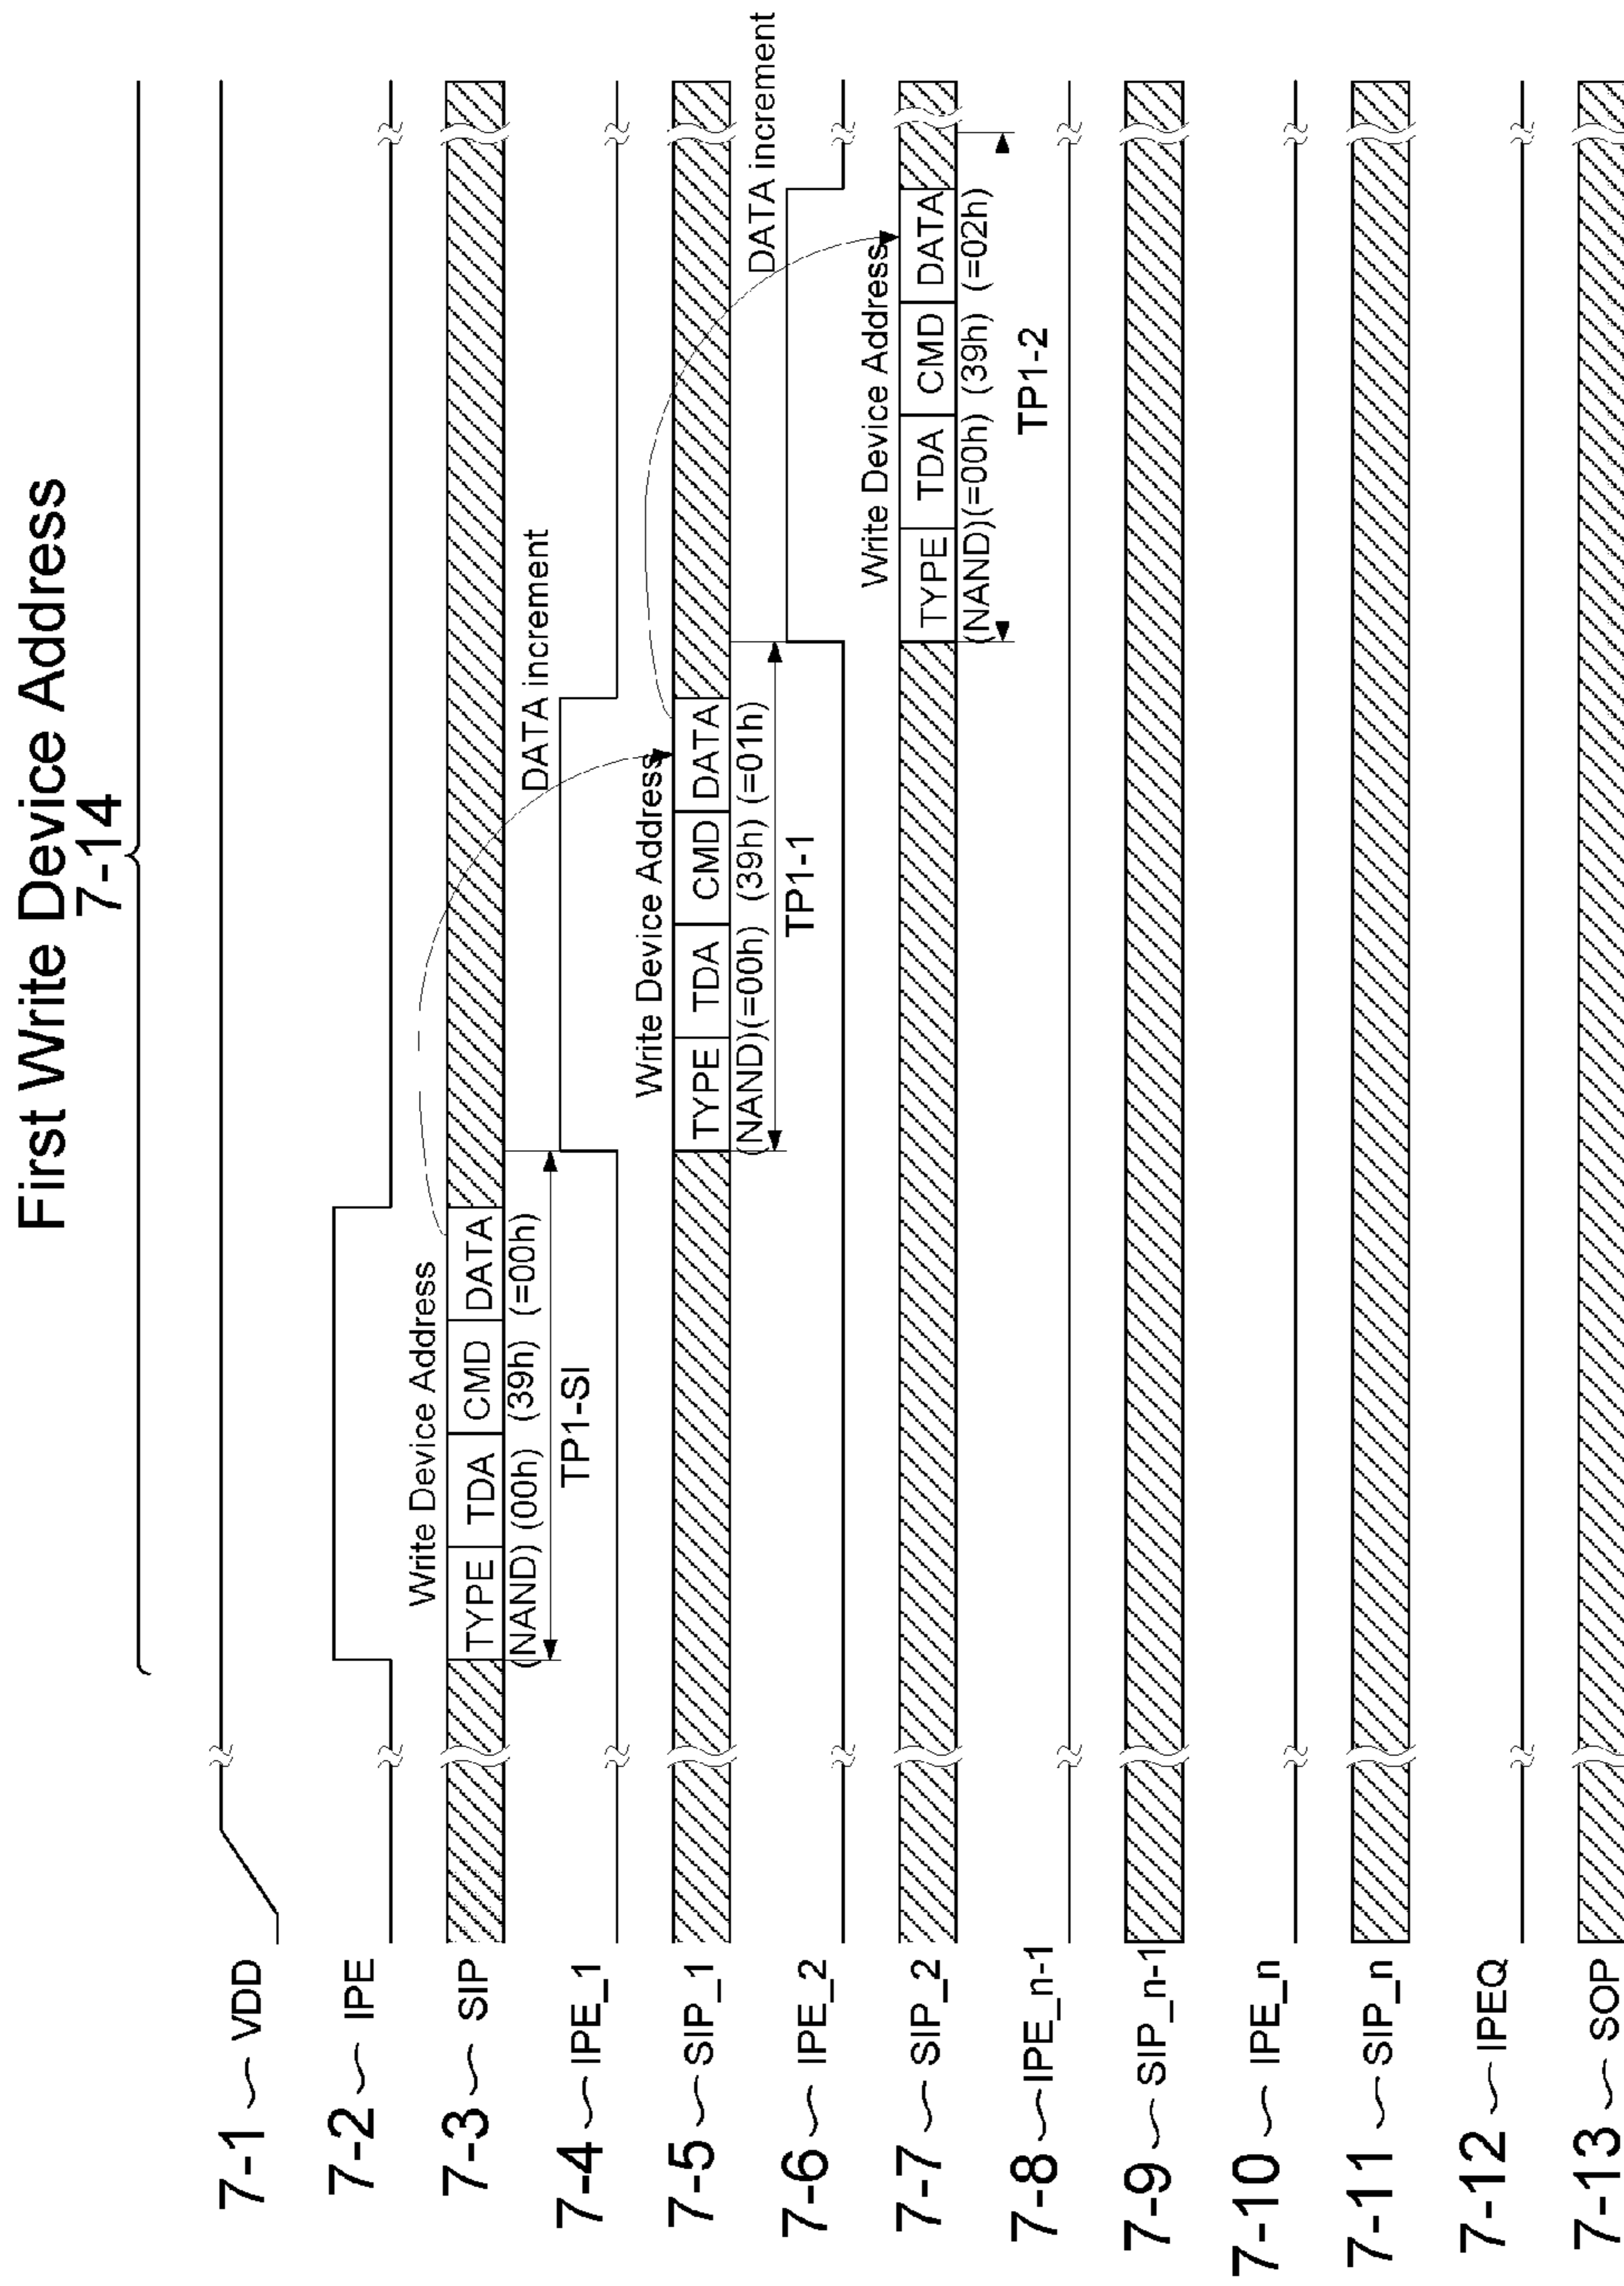 First Write Device Address
7-14
7-1 VDD
7-2 IPE
7-3 SIP
Write Device Address
TYPE TDA CMD DATA
(NAND) (00h) (39h) (=00h)
TP1-SI
7-4 IPE_1
DATA increment
7-5 SIP_1
Write Device Address
TYPE TDA CMD DATA
(NAND)(=00h) (39h) (=01h)
TP1-1
7-6 IPE_2
DATA increment
7-7 SIP_2
Write Device Address
TYPE TDA CMD DATA
(NAND)(=00h) (39h) (=02h)
TP1-2
7-8 IPE_n-1
7-9 SIP_n-1
7-10 IPE_n
7-11 SIP_n
7-12 IPEQ
7-13 SOP